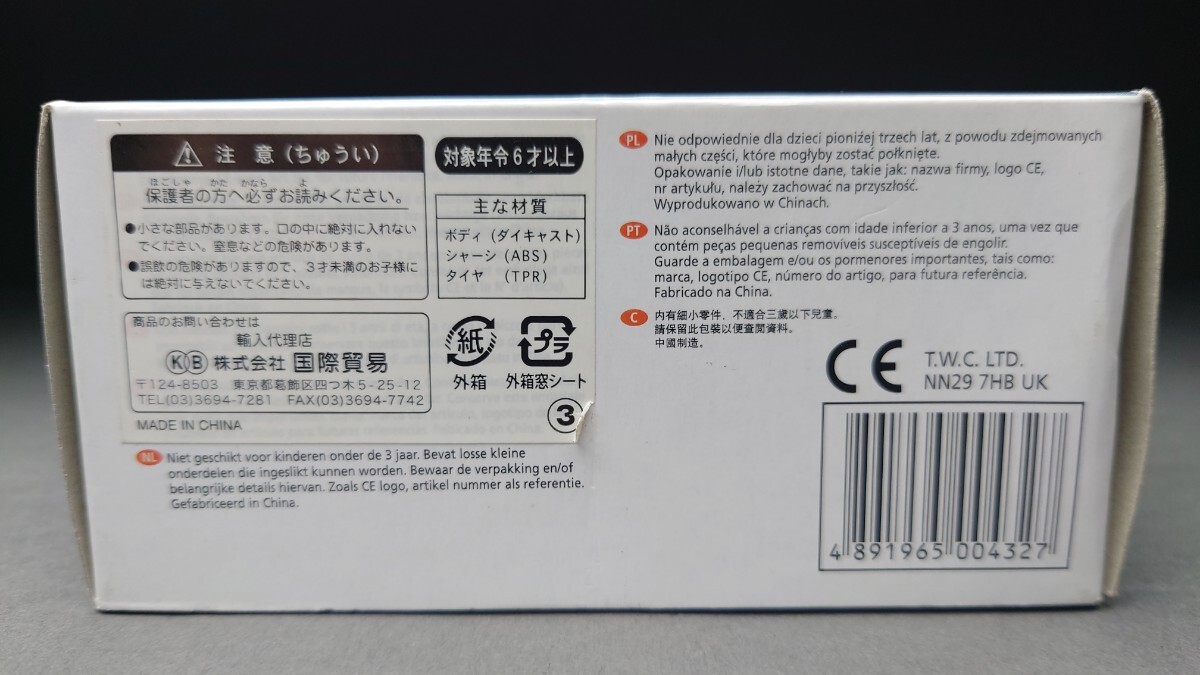 ⚠ 注 意 (ちゅうい)
ほごしゃ かた かなら よ
保護者の方へ必ずお読みください。
●小さな部品があります。口の中に絶対に入れない
でください。窒息などの危険があります。
●誤飲の危険がありますので、3才未満のお子様に
は絶対に与えないでください。
対象年令6才以上
主な材質
ボディ (ダイキャスト)
シャーシ (ABS)
タイヤ (TPR)
商品のお問い合わせは
輸入代理店
KB 株式会社 国際貿易
〒124-8503 東京都葛飾区四つ木5-25-12
TEL(03)3694-7281 FAX(03)3694-7742
MADE IN CHINA
紙
外箱
プラ
外箱窓シート
③
NL Niet geschikt voor kinderen onder de 3 jaar. Bevat losse kleine
onderdelen die ingeslikt kunnen worden. Bewaar de verpakking en/of
belangrijke details hiervan. Zoals CE logo, artikel nummer als referentie.
Gefabriceerd in China.
PL Nie odpowiednie dla dzieci pioniżej trzech lat, z powodu zdejmowanych
małych części, które mogłyby zostać połknięte.
Opakowanie i/lub istotne dane, takie jak: nazwa firmy, logo CE,
nr artykułu, należy zachować na przyszłość.
Wyprodukowano w Chinach.
PT Não aconselhável a crianças com idade inferior a 3 anos, uma vez que
contém peças pequenas removíveis susceptíveis de engolir.
Guarde a embalagem e/ou os pormenores importantes, tais como:
marca, logotipo CE, número do artigo, para futura referência.
Fabricado na China.
C 内有細小零件，不適合三歲以下兒童。
請保留此包裝以便查閱資料。
中國制造。
CE
T.W.C. LTD.
NN29 7HB UK
4 891965 004327